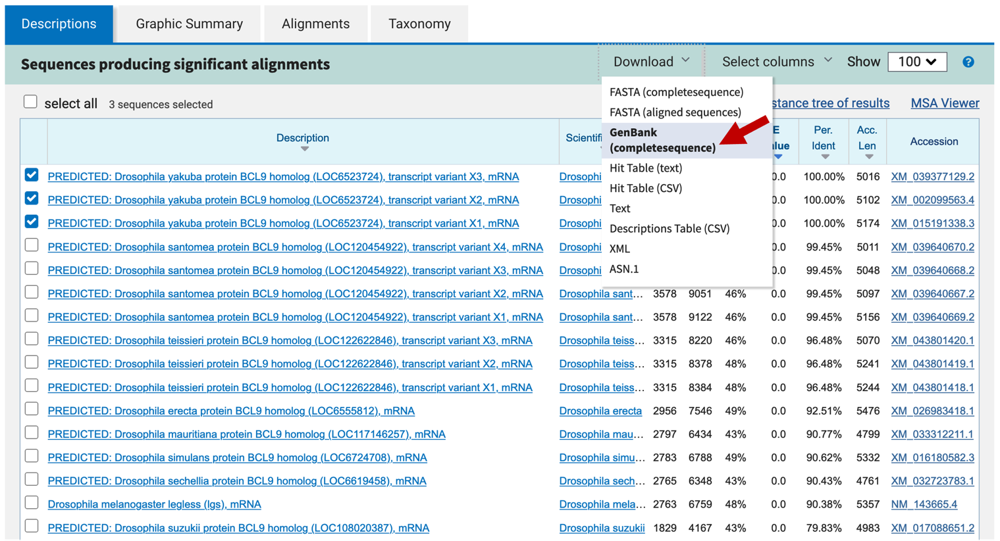 Descriptions Graphic Summary Alignments Taxonomy
Sequences producing significant alignments Download Select columns Show 100 ?
FASTA (completesequence)
select all 3 sequences selected stance tree of results MSA Viewer
FASTA (aligned sequences)
GenBank
(completesequence)
Description Scientifi E lue Per. Ident Acc. Len Accession
Hit Table (text)
PREDICTED: Drosophila yakuba protein BCL9 homolog (LOC6523724), transcript variant X3, mRNA Drosophi 0.0 100.00% 5016 XM_039377129.2
Hit Table (CSV)
PREDICTED: Drosophila yakuba protein BCL9 homolog (LOC6523724), transcript variant X2, mRNA Drosophi 0.0 100.00% 5102 XM_002099563.4
Text
PREDICTED: Drosophila yakuba protein BCL9 homolog (LOC6523724), transcript variant X1, mRNA Drosophi 0.0 100.00% 5174 XM_015191338.3
Descriptions Table (CSV)
PREDICTED: Drosophila santomea protein BCL9 homolog (LOC120454922), transcript variant X4, mRNA Drosophi 0.0 99.45% 5011 XM_039640670.2
XML
PREDICTED: Drosophila santomea protein BCL9 homolog (LOC120454922), transcript variant X3, mRNA Drosophi 0.0 99.45% 5048 XM_039640668.2
ASN.1
PREDICTED: Drosophila santomea protein BCL9 homolog (LOC120454922), transcript variant X2, mRNA Drosophila sant... 3578 9051 46% 0.0 99.45% 5097 XM_039640667.2
PREDICTED: Drosophila santomea protein BCL9 homolog (LOC120454922), transcript variant X1, mRNA Drosophila sant... 3578 9122 46% 0.0 99.45% 5156 XM_039640669.2
PREDICTED: Drosophila teissieri protein BCL9 homolog (LOC122622846), transcript variant X3, mRNA Drosophila teiss... 3315 8220 46% 0.0 96.48% 5070 XM_043801420.1
PREDICTED: Drosophila teissieri protein BCL9 homolog (LOC122622846), transcript variant X2, mRNA Drosophila teiss... 3315 8378 48% 0.0 96.48% 5241 XM_043801419.1
PREDICTED: Drosophila teissieri protein BCL9 homolog (LOC122622846), transcript variant X1, mRNA Drosophila teiss... 3315 8384 48% 0.0 96.48% 5244 XM_043801418.1
PREDICTED: Drosophila erecta protein BCL9 homolog (LOC6555812), mRNA Drosophila erecta 2956 7546 49% 0.0 92.51% 5476 XM_026983418.1
PREDICTED: Drosophila mauritiana protein BCL9 homolog (LOC117146257), mRNA Drosophila mau... 2797 6434 43% 0.0 90.77% 4799 XM_033312211.1
PREDICTED: Drosophila simulans protein BCL9 homolog (LOC6724708), mRNA Drosophila simu... 2783 6788 49% 0.0 90.62% 5332 XM_016180582.3
PREDICTED: Drosophila sechellia protein BCL9 homolog (LOC6619458), mRNA Drosophila sech... 2765 6348 43% 0.0 90.43% 4761 XM_032723783.1
Drosophila melanogaster legless (lgs), mRNA Drosophila mela... 2763 6759 48% 0.0 90.38% 5357 NM_143665.4
PREDICTED: Drosophila suzukii protein BCL9 homolog (LOC108020387), mRNA Drosophila suzukii 1829 4167 43% 0.0 79.83% 4983 XM_017088651.2